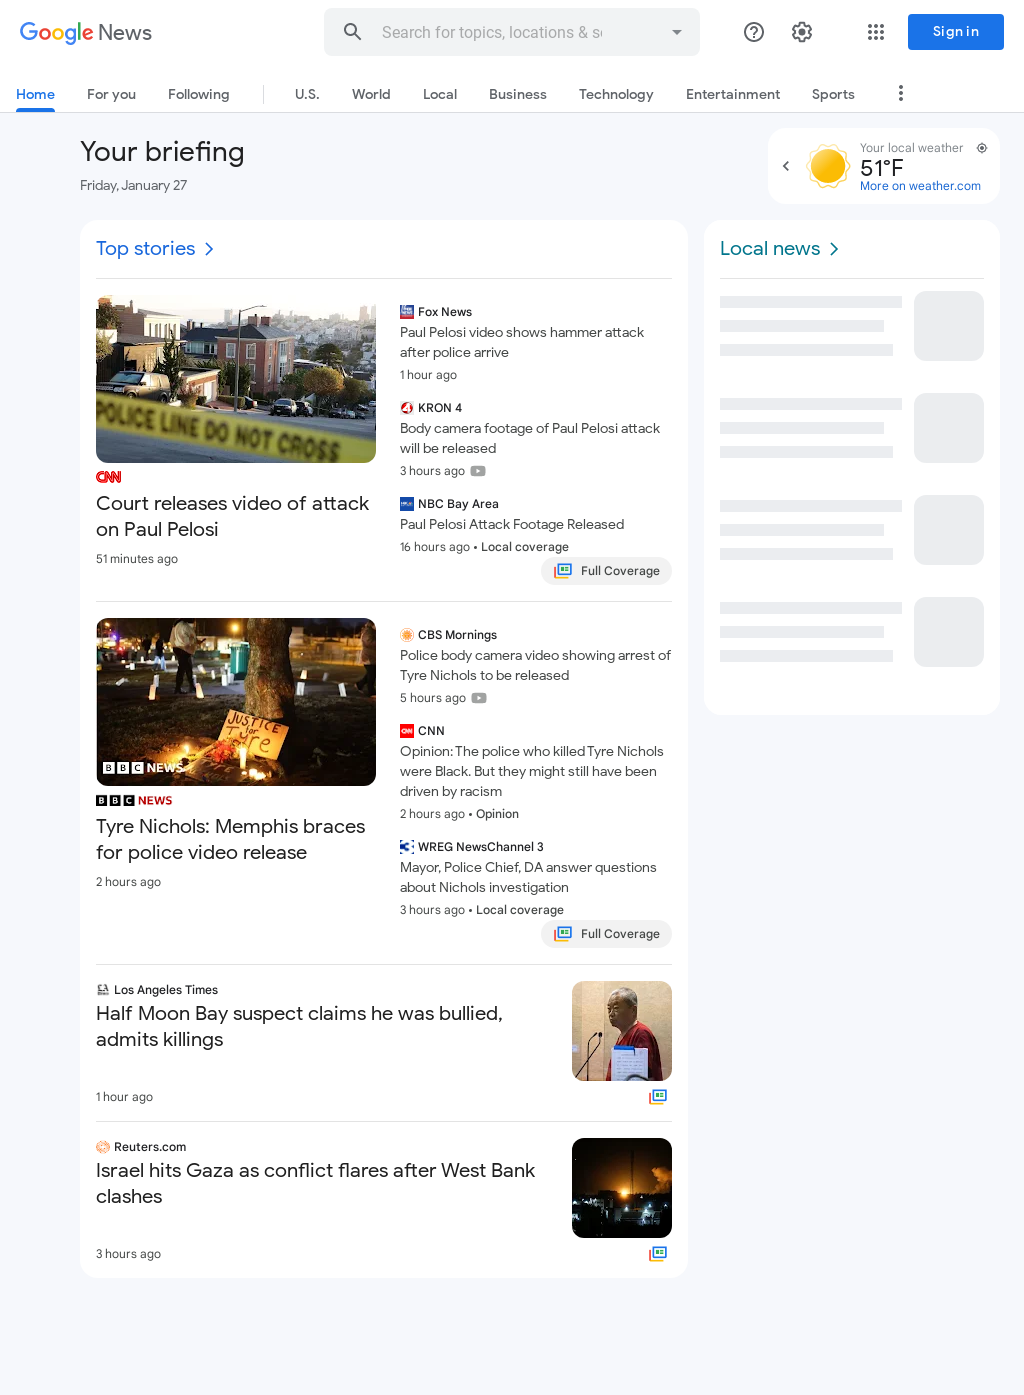 Google News
Search for topics, locations & so
Sign in
Home
For you
Following
U.S.
World
Local
Business
Technology
Entertainment
Sports
Your briefing
Friday, January 27
Your local weather
51°F
More on weather.com
Top stories
POLICE LINE DO NOT CROSS
CNN
Court releases video of attack
on Paul Pelosi
51 minutes ago
Fox News
Paul Pelosi video shows hammer attack
after police arrive
1 hour ago
KRON 4
Body camera footage of Paul Pelosi attack
will be released
3 hours ago
NBC Bay Area
Paul Pelosi Attack Footage Released
16 hours ago • Local coverage
Full Coverage
JUSTICE
for
Tyre
BBC NEWS
BBC NEWS
Tyre Nichols: Memphis braces
for police video release
2 hours ago
CBS Mornings
Police body camera video showing arrest of
Tyre Nichols to be released
5 hours ago
CNN
Opinion: The police who killed Tyre Nichols
were Black. But they might still have been
driven by racism
2 hours ago • Opinion
WREG NewsChannel 3
Mayor, Police Chief, DA answer questions
about Nichols investigation
3 hours ago • Local coverage
Full Coverage
Los Angeles Times
Half Moon Bay suspect claims he was bullied,
admits killings
1 hour ago
Reuters.com
Israel hits Gaza as conflict flares after West Bank
clashes
3 hours ago
Local news